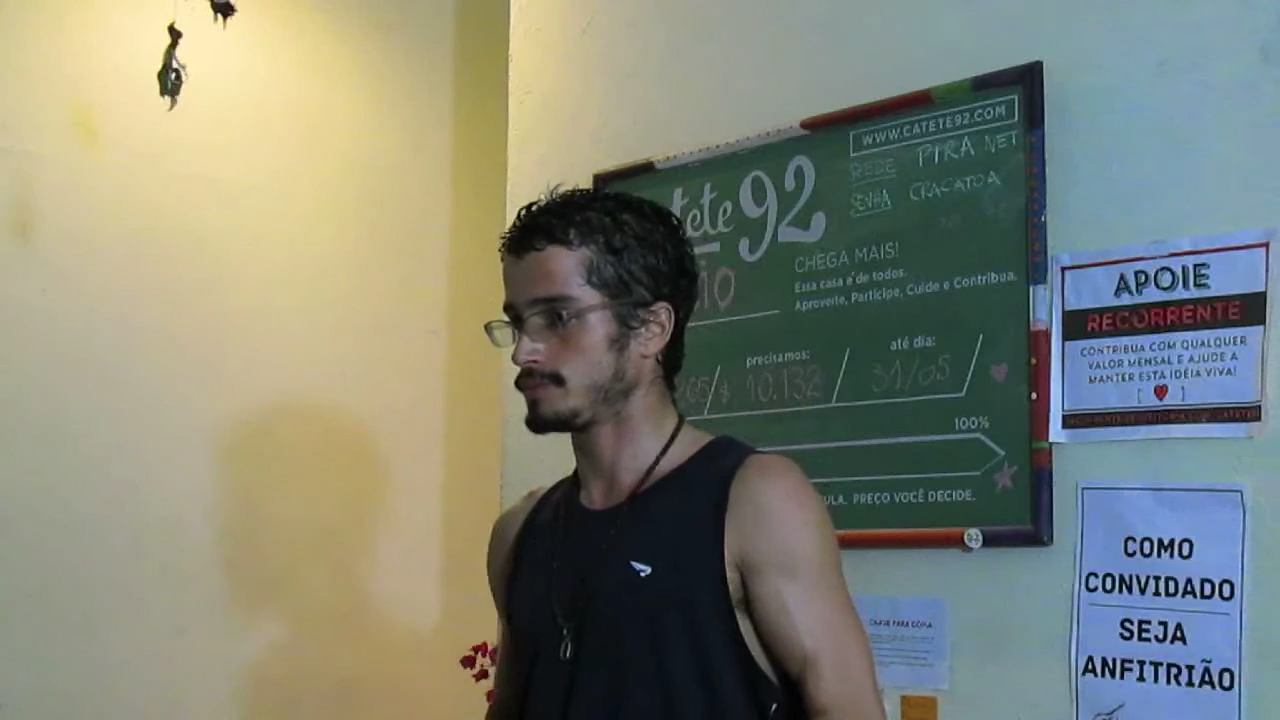 WWW.CATETE92.COM
REDE PIRA NET
SENHA CRACATOA
tete 92
CHEGA MAIS!
Essa casa é de todos.
Aproveite, Participe, Cuide e Contribua.
precisamos:
até dia:
05/$ 10.132
31/05
100%
ULA. PREÇO VOCÊ DECIDE.
APOIE
RECORRENTE
CONTRIBUA COM QUALQUER
VALOR MENSAL E AJUDE A
MANTER ESTA IDEIA VIVA!
COMO
CONVIDADO
SEJA
ANFITRIÃO